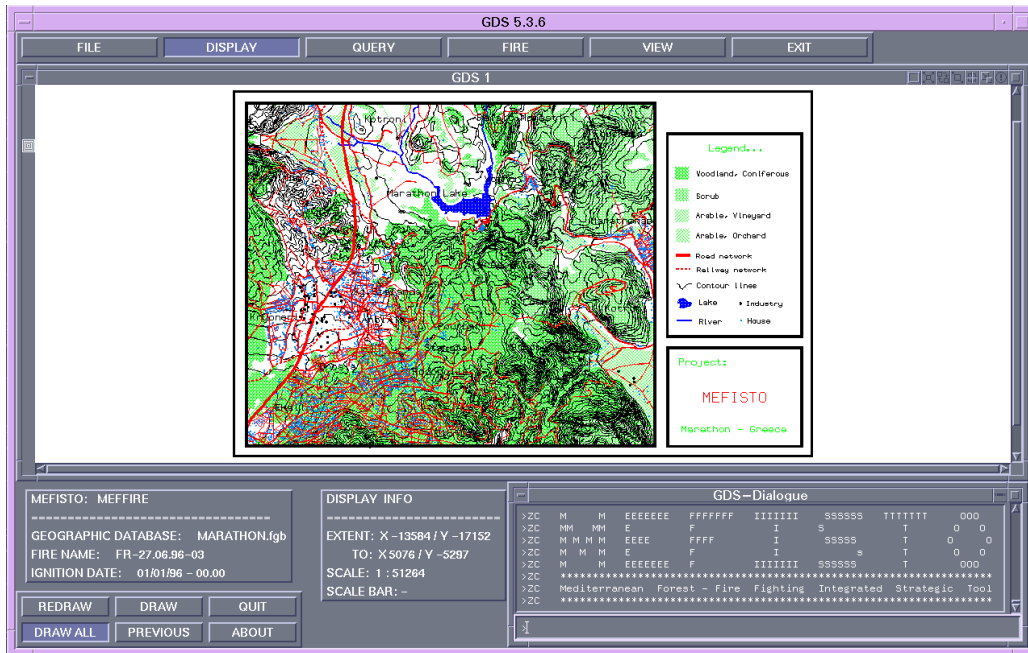 GDS 5.3.6
FILE DISPLAY QUERY FIRE VIEW EXIT
GDS 1
Kotroni
Marathon Lake
Legend...
Woodland, Coniferous
Scrub
Arable, Vineyard
Arable, Orchard
Road network
Railway network
Contour lines
Lake Industry
River House
Project:
MEFISTO
Marathon - Greece
MEFISTO: MEFFIRE
----------------------------------
GEOGRAPHIC DATABASE: MARATHON.fgb
FIRE NAME: FR-27.06.96-03
IGNITION DATE: 01/01/96 - 00.00
DISPLAY INFO
-------------------------
EXTENT: X -13584 / Y -17152
TO: X 5076 / Y -5297
SCALE: 1 : 51264
SCALE BAR: -
REDRAW DRAW QUIT
DRAW ALL PREVIOUS ABOUT
GDS-Dialogue
>ZC M M EEEEEEE FFFFFFF IIIIIII SSSSSS TTTTTTT OOO
>ZC MM MM E F I S T O O
>ZC M M M M EEEE FFFF I SSSSSS T O O
>ZC M M M E F I s T O O
>ZC M M EEEEEEE F IIIIIII SSSSSS T OOO
>ZC *******************************************************
>ZC Mediterranean Forest - Fire Fighting Integrated Strategic Tool
>ZC *******************************************************
>